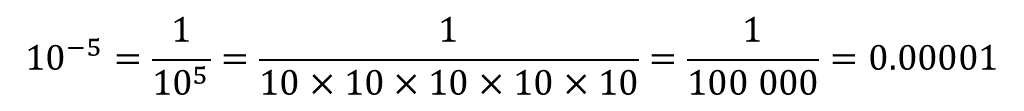 10⁻⁵ = 1/10⁵ = 1/(10 × 10 × 10 × 10 × 10) = 1/100 000 = 0.00001